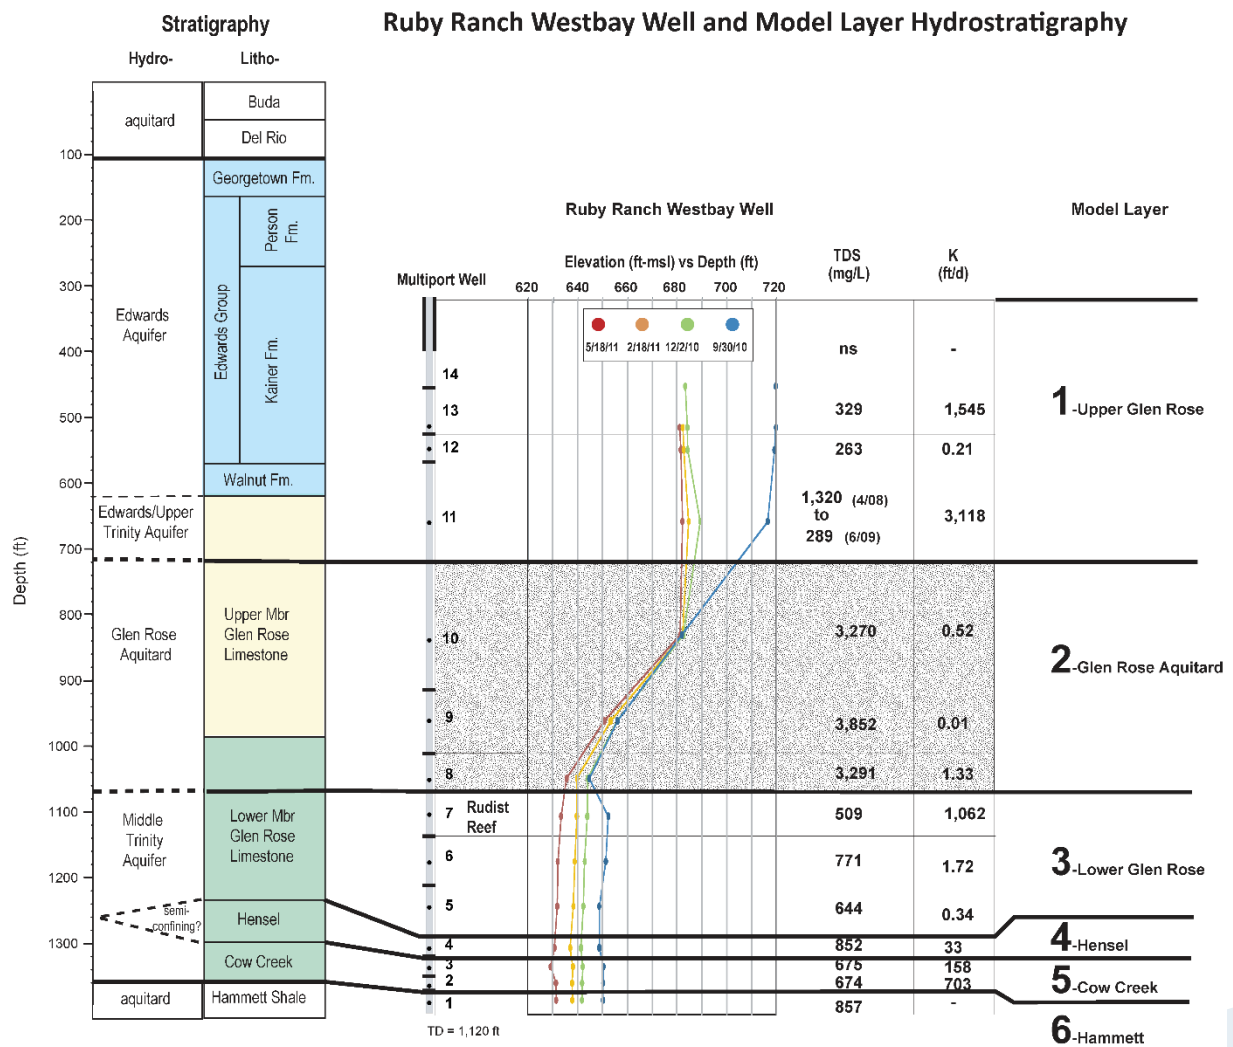 Stratigraphy
Ruby Ranch Westbay Well and Model Layer Hydrostratigraphy
Hydro-
Litho-
aquitard
Buda
Del Rio
100
200
300
400
500
600
700
800
900
1000
1100
1200
1300
Depth (ft)
Edwards
Aquifer
Edwards/Upper
Trinity Aquifer
Glen Rose
Aquitard
Middle
Trinity
Aquifer
semi-
confining?
aquitard
Georgetown Fm.
Edwards Group
Person
Fm.
Kainer Fm.
Walnut Fm.
Upper Mbr
Glen Rose
Limestone
Lower Mbr
Glen Rose
Limestone
Hensel
Cow Creek
Hammett Shale
Ruby Ranch Westbay Well
Model Layer
Multiport Well
Elevation (ft-msl) vs Depth (ft)
620 640 660 680 700 720
TDS
(mg/L)
K
(ft/d)
5/18/11 2/18/11 12/2/10 9/30/10
ns -
14
13 329 1,545
12 263 0.21
11
1,320 (4/08)
to
289 (6/09)
3,118
10 3,270 0.52
9 3,852 0.01
8 3,291 1.33
7 Rudist
Reef
509 1,062
6 771 1.72
5 644 0.34
4 852 33
3 675 158
2 674 703
1 857 -
TD = 1,120 ft
1-Upper Glen Rose
2-Glen Rose Aquitard
3-Lower Glen Rose
4-Hensel
5-Cow Creek
6-Hammett